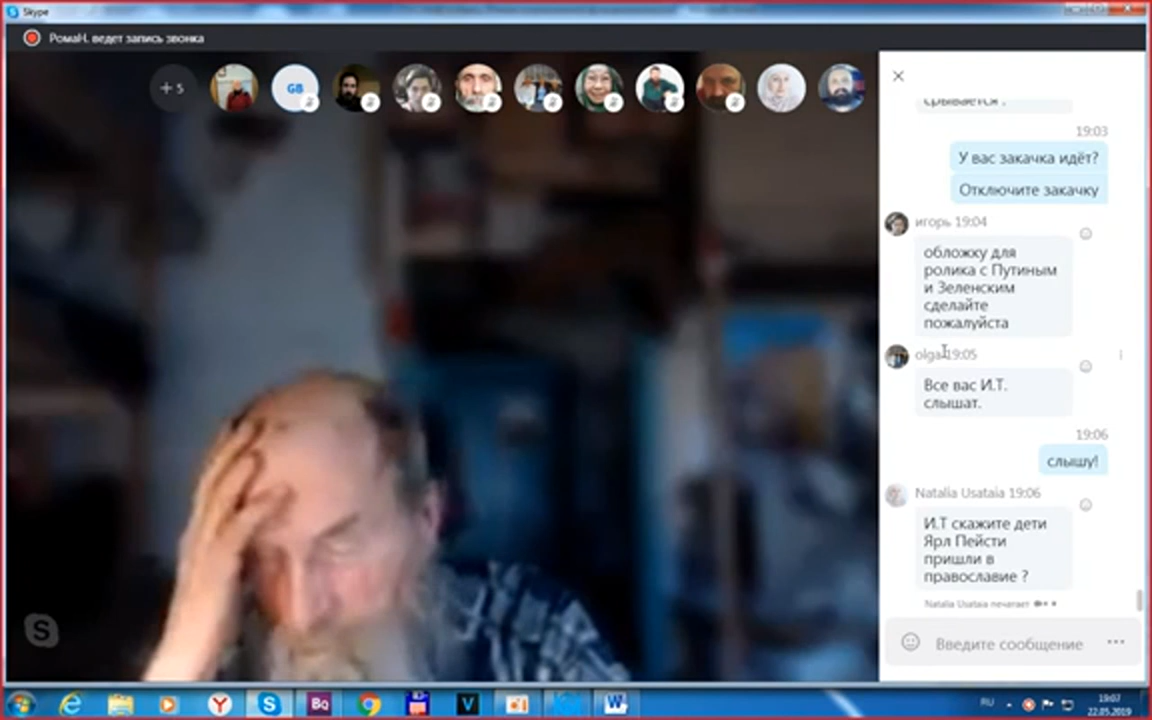 Skype
РомаН. ведет запись звонка
+5
GB
срывается .
19:03
У вас закачка идёт?
Отключите закачку
игорь 19:04
обложку для
ролика с Путиным
и Зеленским
сделайте
пожалуйста
olga 19:05
Все вас И.Т.
слышат.
19:06
слышу!
Natalia Usataia 19:06
И.Т скажите дети
Ярл Пейсти
пришли в
православие ?
Natalia Usataia печатает
Введите сообщение
S
Bq
V
W
RU
19:07
22.05.2019